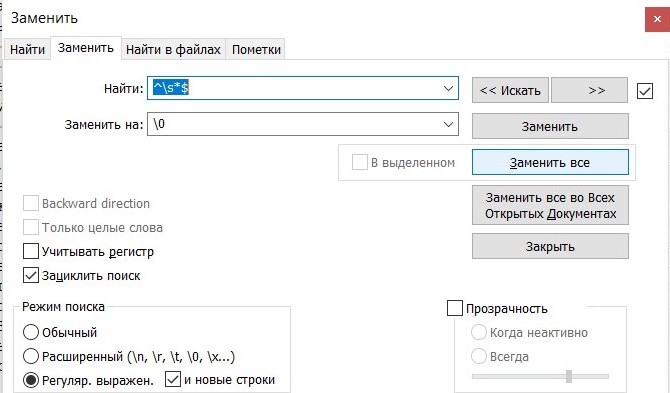 Заменить
Найти Заменить Найти в файлах Пометки
Найти: ^\s*$ << Искать >>
Заменить на: \0 Заменить
В выделенном Заменить все
Заменить все во Всех
Открытых Документах
Backward direction
Только целые слова
Учитывать регистр Закрыть
Зациклить поиск
Режим поиска Прозрачность
Обычный Когда неактивно
Расширенный (\n, \r, \t, \0, \x...) Всегда
Регуляр. выражен. и новые строки